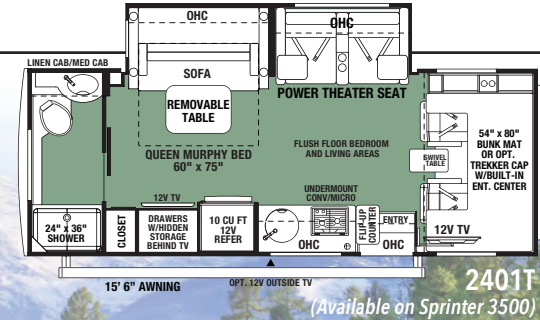 OHC
OHC
LINEN CAB/MED CAB
SOFA
REMOVABLE
TABLE
POWER THEATER SEAT
QUEEN MURPHY BED
60" x 75"
FLUSH FLOOR BEDROOM
AND LIVING AREAS
54" x 80"
BUNK MAT
OR OPT.
TREKKER CAP
W/BUILT-IN
ENT. CENTER
SWIVEL
TABLE
12V TV
UNDERMOUNT
CONV/MICRO
24" x 36"
SHOWER
CLOSET
DRAWERS
W/HIDDEN
STORAGE
BEHIND TV
10 CU FT
12V
REFER
OHC
FLIP-UP
COUNTER
ENTRY
OHC
12V TV
15' 6" AWNING
OPT. 12V OUTSIDE TV
2401T
(Available on Sprinter 3500)